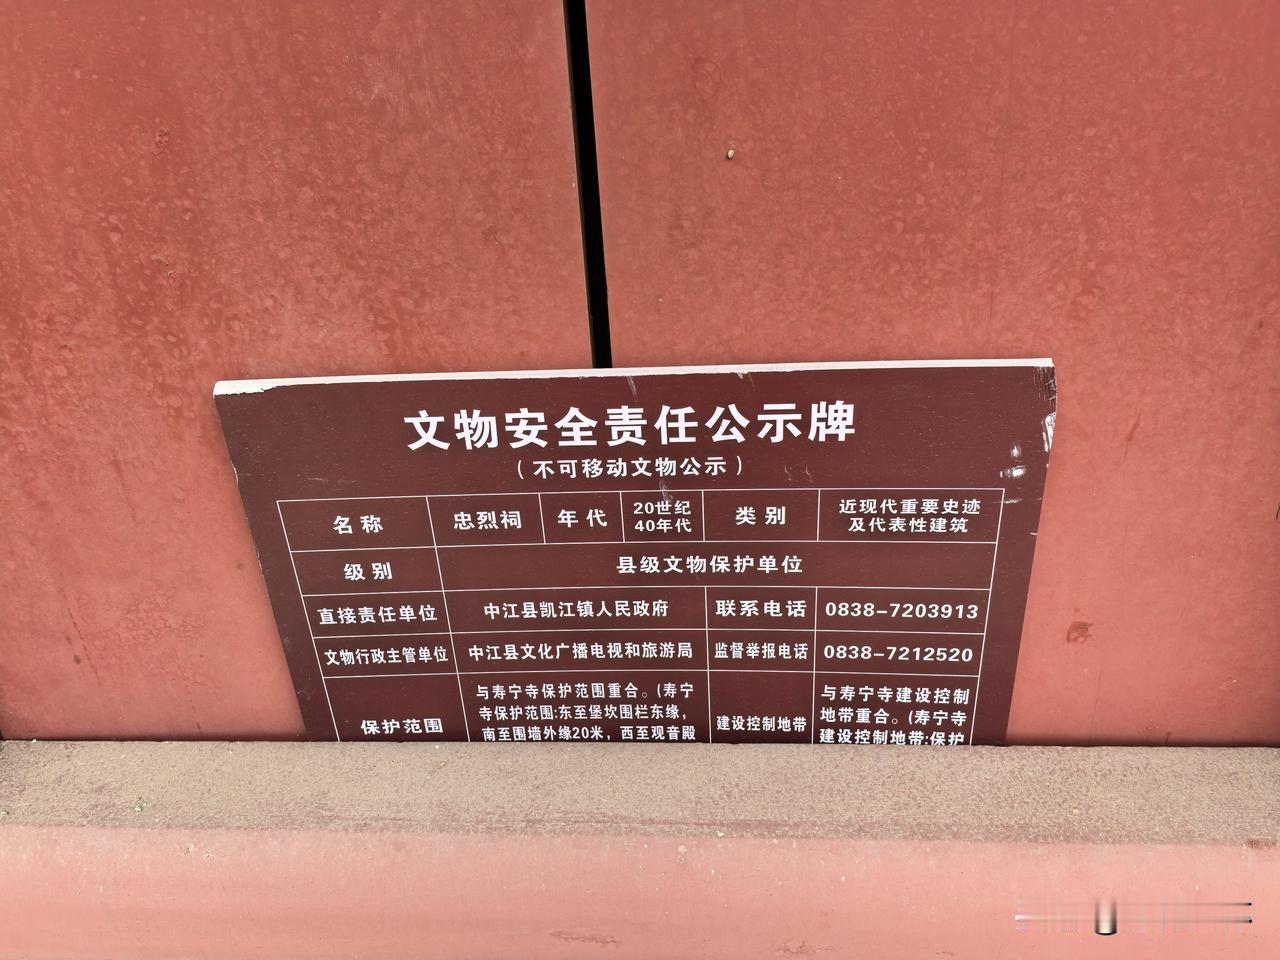 文物安全责任公示牌
（不可移动文物公示）
名称 忠烈祠 年代 20世纪40年代 类别 近现代重要史迹及代表性建筑
级别 县级文物保护单位
直接责任单位 中江县凯江镇人民政府 联系电话 0838-7203913
文物行政主管单位 中江县文化广播电视和旅游局 监督举报电话 0838-7212520
保护范围
与寿宁寺保护范围重合。(寿宁
寺保护范围:东至堡坎围栏东缘，
南至围墙外缘20米，西至观音殿
建设控制地带
与寿宁寺建设控制
地带重合。(寿宁寺
建设控制地带:保护